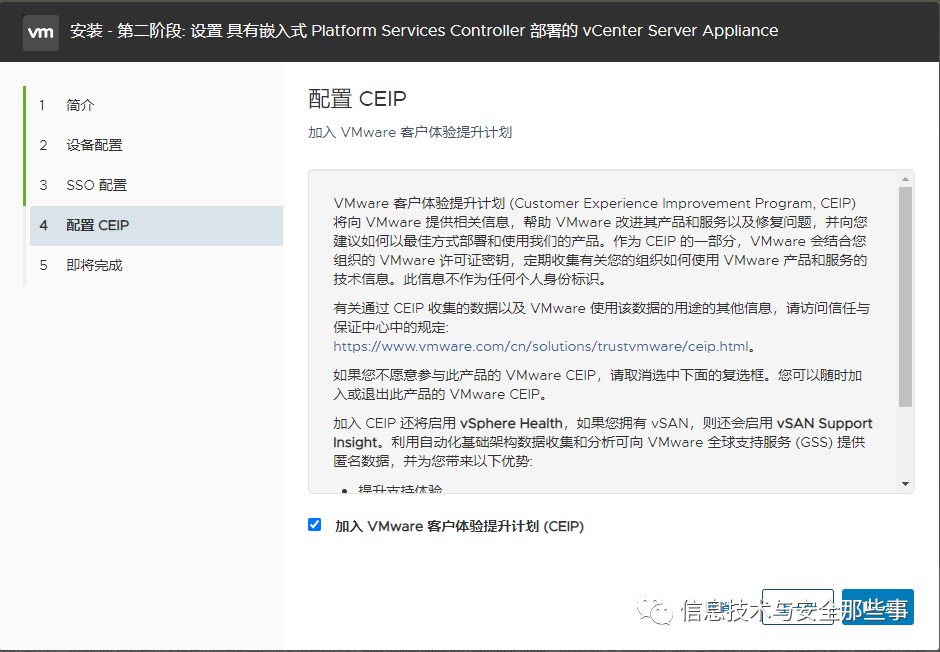 vm 安装 - 第二阶段: 设置 具有嵌入式 Platform Services Controller 部署的 vCenter Server Appliance
1 简介
2 设备配置
3 SSO 配置
4 配置 CEIP
5 即将完成
配置 CEIP
加入 VMware 客户体验提升计划
VMware 客户体验提升计划 (Customer Experience Improvement Program, CEIP)
将向 VMware 提供相关信息，帮助 VMware 改进其产品和服务以及修复问题，并向您
建议如何以最佳方式部署和使用我们的产品。作为 CEIP 的一部分，VMware 会结合您
组织的 VMware 许可证密钥，定期收集有关您的组织如何使用 VMware 产品和服务的
技术信息。此信息不作为任何个人身份标识。
有关通过 CEIP 收集的数据以及 VMware 使用该数据的用途的其他信息，请访问信任与
保证中心中的规定:
https://www.vmware.com/cn/solutions/trustvmware/ceip.html。
如果您不愿意参与此产品的 VMware CEIP，请取消选中下面的复选框。您可以随时加
入或退出此产品的 VMware CEIP。
加入 CEIP 还将启用 vSphere Health，如果您拥有 vSAN，则还会启用 vSAN Support
Insight。利用自动化基础架构数据收集和分析可向 VMware 全球支持服务 (GSS) 提供
匿名数据，并为您带来以下优势:
• 提升支持体验
加入 VMware 客户体验提升计划 (CEIP)
信息技术与安全那些事